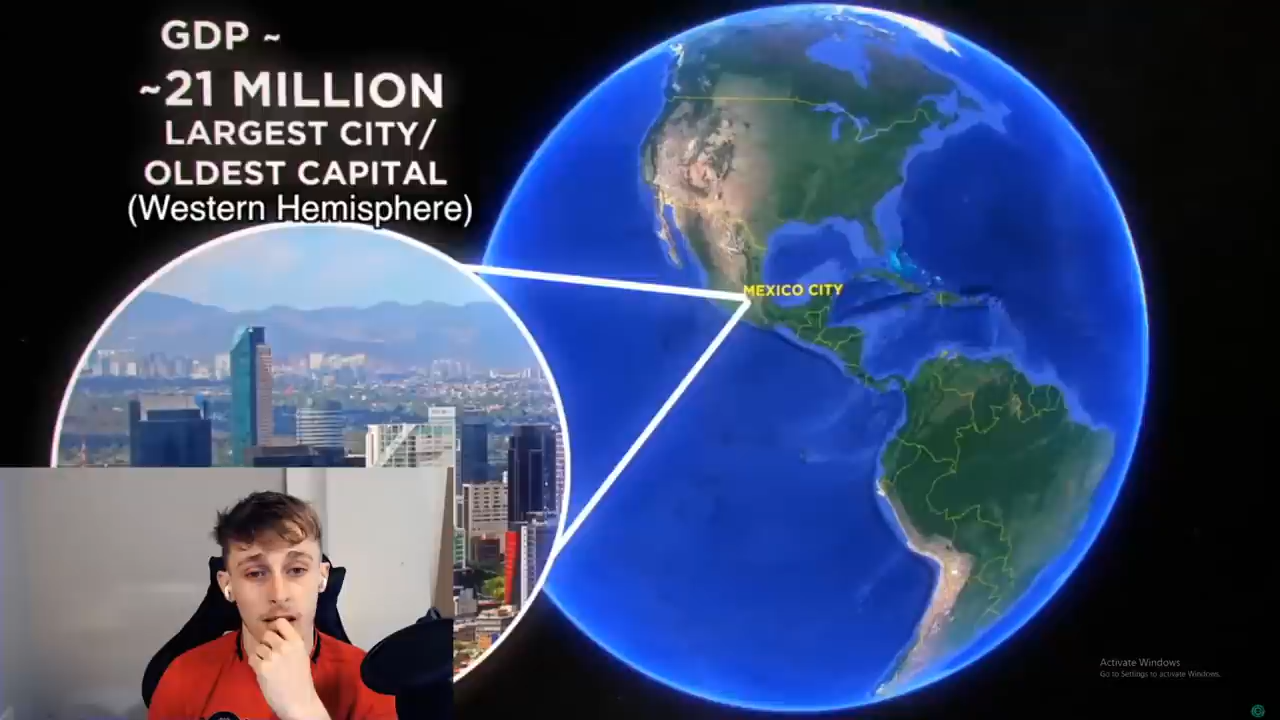 GDP ~
~21 MILLION
LARGEST CITY/
OLDEST CAPITAL
(Western Hemisphere)
MEXICO CITY
Activate Windows
Go to Settings to activate Windows.